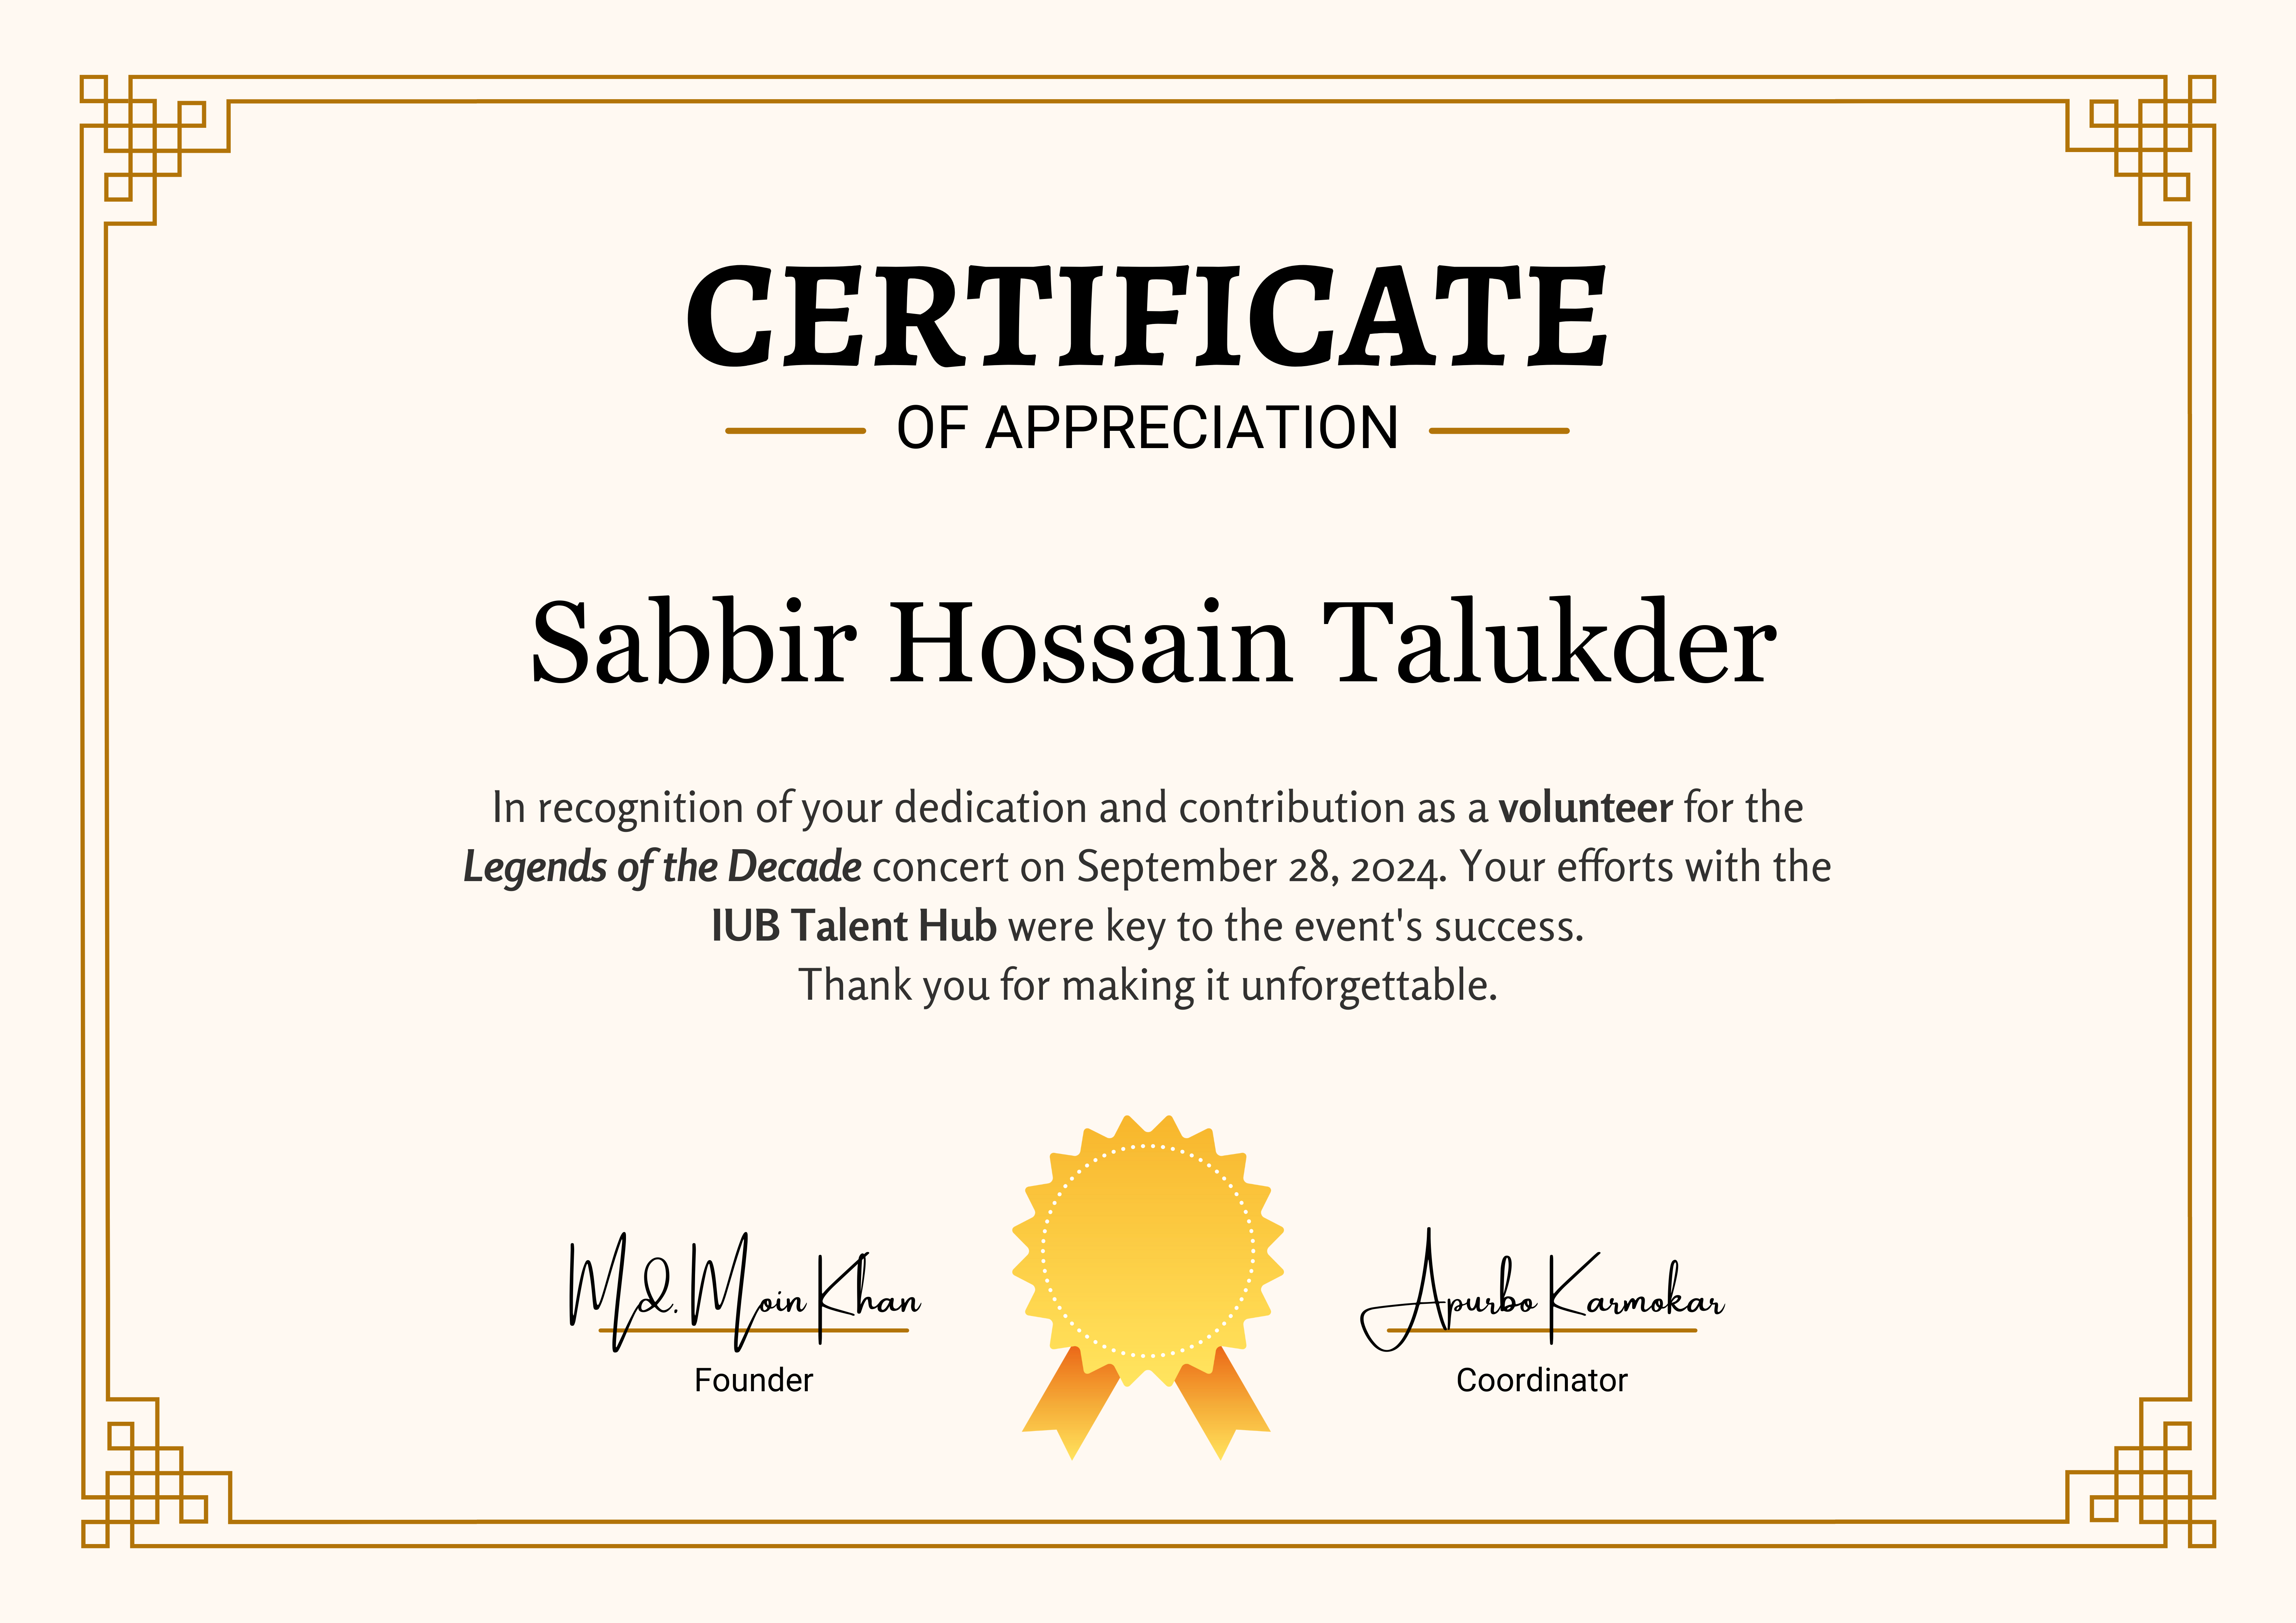 CERTIFICATE
OF APPRECIATION
Sabbir Hossain Talukder
In recognition of your dedication and contribution as a volunteer for the
Legends of the Decade concert on September 28, 2024. Your efforts with the
IUB Talent Hub were key to the event's success.
Thank you for making it unforgettable.
Md. Moin Khan
Founder
Apurbo Karmokar
Coordinator